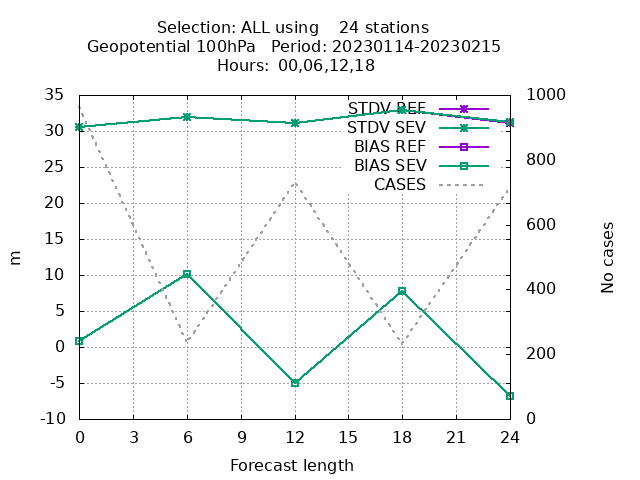 Selection: ALL using    24 stations
Geopotential 100hPa   Period: 20230114-20230215
Hours:  00,06,12,18
35
30
25
20
15
10
5
0
-5
-10
m
1000
800
600
400
200
0
No cases
STDV REF
STDV SEV
BIAS REF
BIAS SEV
CASES
0 3 6 9 12 15 18 21 24
Forecast length